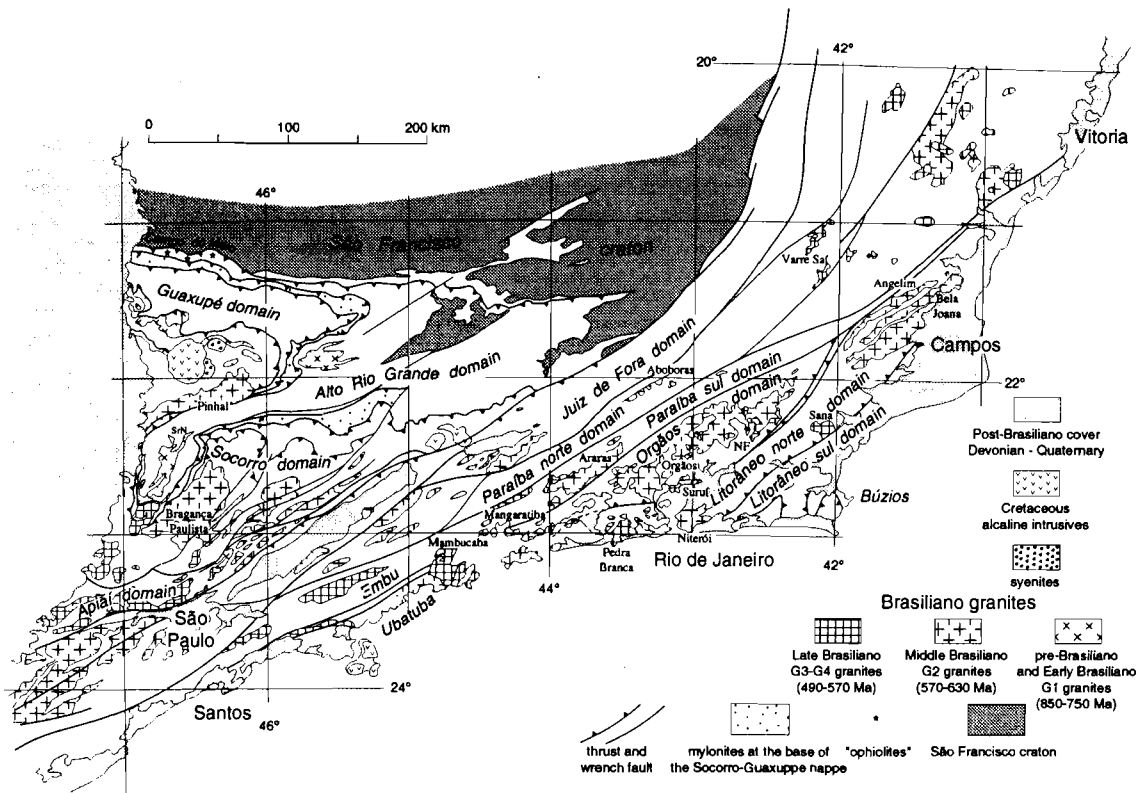 20°
42°
Vitoria
0 100 200 km
46°
São Francisco craton
Guaxupé domain
Varre Sai
Angelim
Bela
Joana
Campos
Alto Rio Grande domain
Juiz de Fora domain
Aboboras
Paraíba sul domain
22°
Pinhal
Socorro domain
Paraíba norte domain
Orgãos domain
Araras
NF
Sana
Orgãos
Suruí
Litorâneo norte domain
Litorâneo sul domain
Búzios
Bragança
Paulista
Mangaratiba
Niterói
Mambucaba
Pedra
Branca
Rio de Janeiro
42°
44°
Apiaí domain
Embu
Ubatuba
São
Paulo
24°
Santos
46°
Post-Brasiliano cover
Devonian - Quaternary
Cretaceous
alcaline intrusives
syenites
Brasiliano granites
Late Brasiliano
G3-G4 granites
(490-570 Ma)
Middle Brasiliano
G2 granites
(570-630 Ma)
pre-Brasiliano
and Early Brasiliano
G1 granites
(850-750 Ma)
thrust and
wrench fault
mylonites at the base of
the Socorro-Guaxuppe nappe
"ophiolites"
São Francisco craton